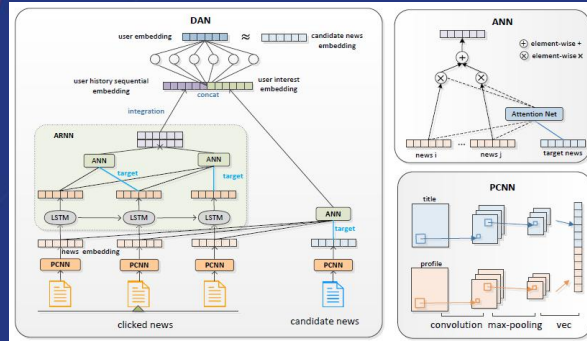 DAN
user embedding
≈
candidate news
embedding
user history sequential
embedding
concat
user interest
embedding
integration
ARNN
ANN
ANN
target
target
LSTM
LSTM
LSTM
ANN
target
news embedding
PCNN
PCNN
PCNN
PCNN
clicked news
candidate news
ANN
+
element-wise +
×
element-wise ×
+
×
×
Attention Net
news i
...
news j
target news
PCNN
title
profile
convolution
max-pooling
vec